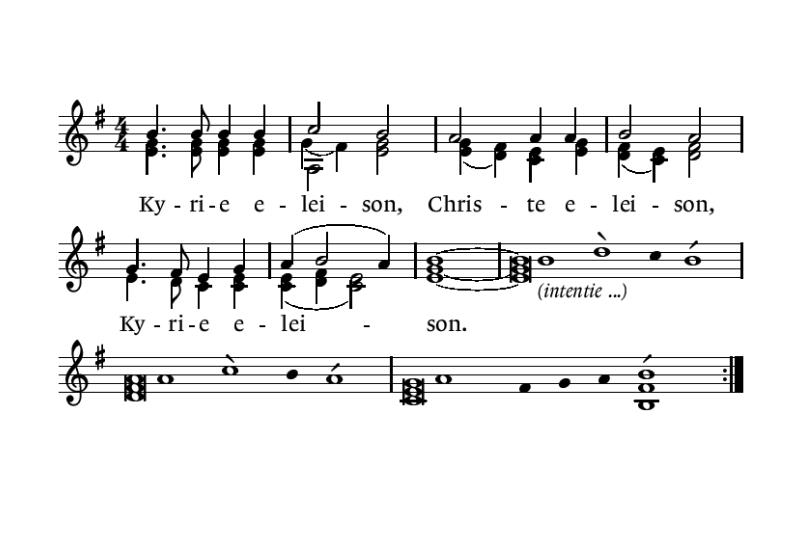 Ky - ri - e e - lei - son, Chris - te e - lei - son,
(intentie ...)
Ky - ri - e e - lei - son.